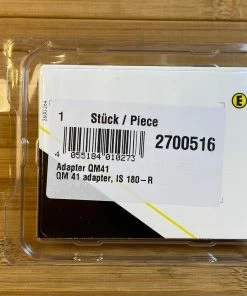 E
1 Stück / Piece
2700516
4 055184 010273
Adapter QM41
QM 41 adapter, IS 180-R